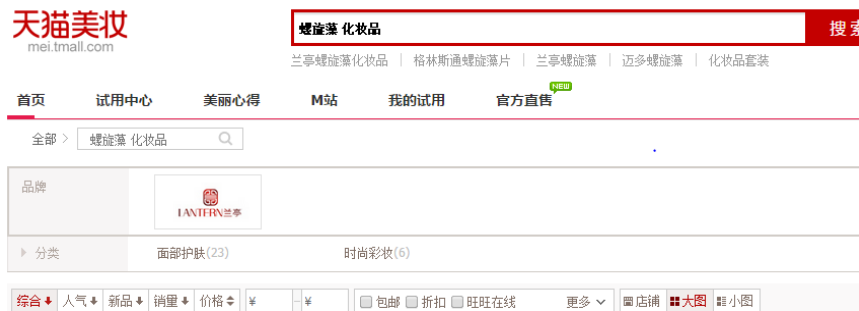 天猫美妆
mei.tmall.com
螺旋藻 化妆品
搜索
兰亭螺旋藻化妆品 | 格林斯通螺旋藻片 | 兰亭螺旋藻 | 迈多螺旋藻 | 化妆品套装
首页 试用中心 美丽心得 M站 我的试用 官方直售 NEW
全部 > 螺旋藻 化妆品
品牌
LANTERN兰亭
分类 面部护肤(23) 时尚彩妆(6)
综合 人气 新品 销量 价格 ¥ - ¥ 包邮 折扣 旺旺在线 更多 店铺 大图 小图